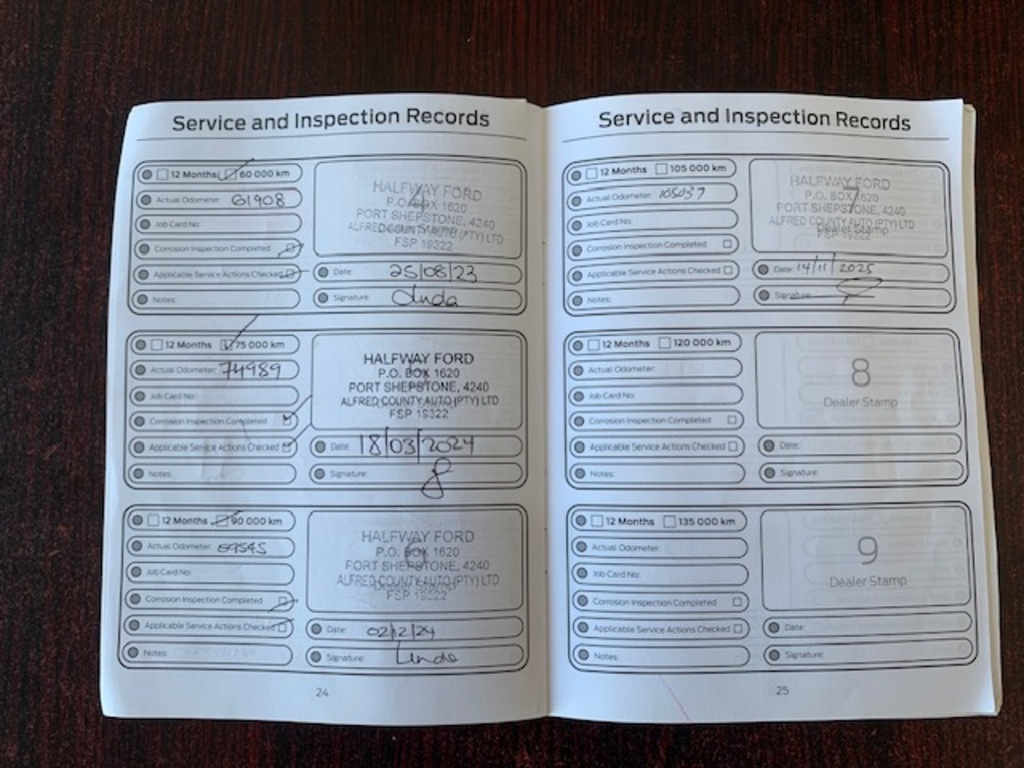 Service and Inspection Records
12 Months 60 000 km
Actual Odometer: 61908
Job Card No:
Corrosion Inspection Completed
Applicable Service Actions Checked
Notes:
HALFWAY FORD
P.O. BOX 1620
PORT SHEPSTONE, 4240
ALFRED COUNTY AUTO (PTY) LTD
FSP 19322
Date: 25/08/23
Signature:
12 Months 75 000 km
Actual Odometer: 74989
Job Card No:
Corrosion Inspection Completed
Applicable Service Actions Checked
Notes:
HALFWAY FORD
P.O. BOX 1620
PORT SHEPSTONE, 4240
ALFRED COUNTY AUTO (PTY) LTD
FSP 19322
Date: 18/03/2024
Signature:
12 Months 90 000 km
Actual Odometer:
Job Card No:
Corrosion Inspection Completed
Applicable Service Actions Checked
Notes:
HALFWAY FORD
P.O. BOX 1620
PORT SHEPSTONE, 4240
ALFRED COUNTY AUTO (PTY) LTD
FSP 19322
Date: 02/12/24
Signature: Linda
24
Service and Inspection Records
12 Months 105 000 km
Actual Odometer: 105037
Job Card No:
Corrosion Inspection Completed
Applicable Service Actions Checked
Notes:
HALFWAY FORD
P.O. BOX 1620
PORT SHEPSTONE, 4240
ALFRED COUNTY AUTO (PTY) LTD
Dealer Stamp
FSP 19322
7
Date: 14/11/2025
Signature:
12 Months 120 000 km
Actual Odometer:
Job Card No:
Corrosion Inspection Completed
Applicable Service Actions Checked
Notes:
8
Dealer Stamp
Date:
Signature:
12 Months 135 000 km
Actual Odometer:
Job Card No:
Corrosion Inspection Completed
Applicable Service Actions Checked
Notes:
9
Dealer Stamp
Date:
Signature:
25